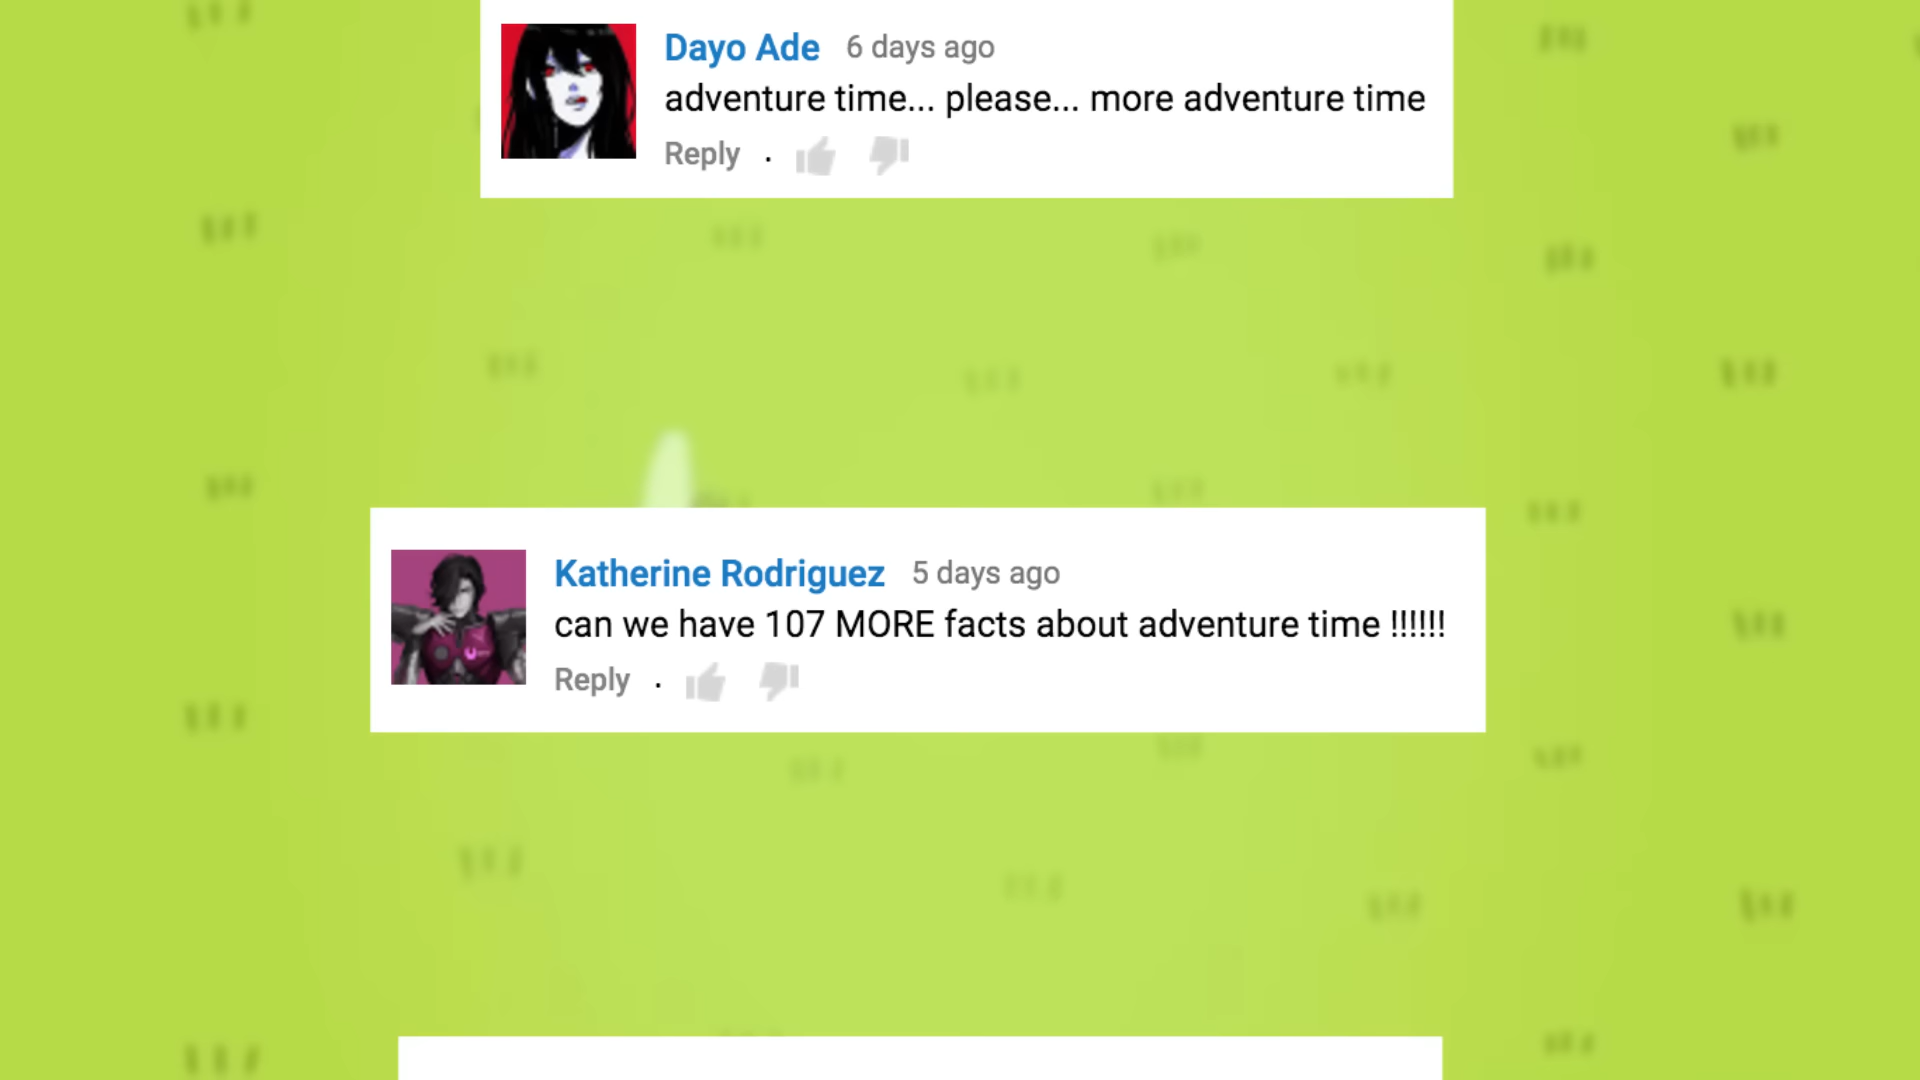 Dayo Ade 6 days ago
adventure time... please... more adventure time
Reply .
Katherine Rodriguez 5 days ago
can we have 107 MORE facts about adventure time !!!!!!
Reply .